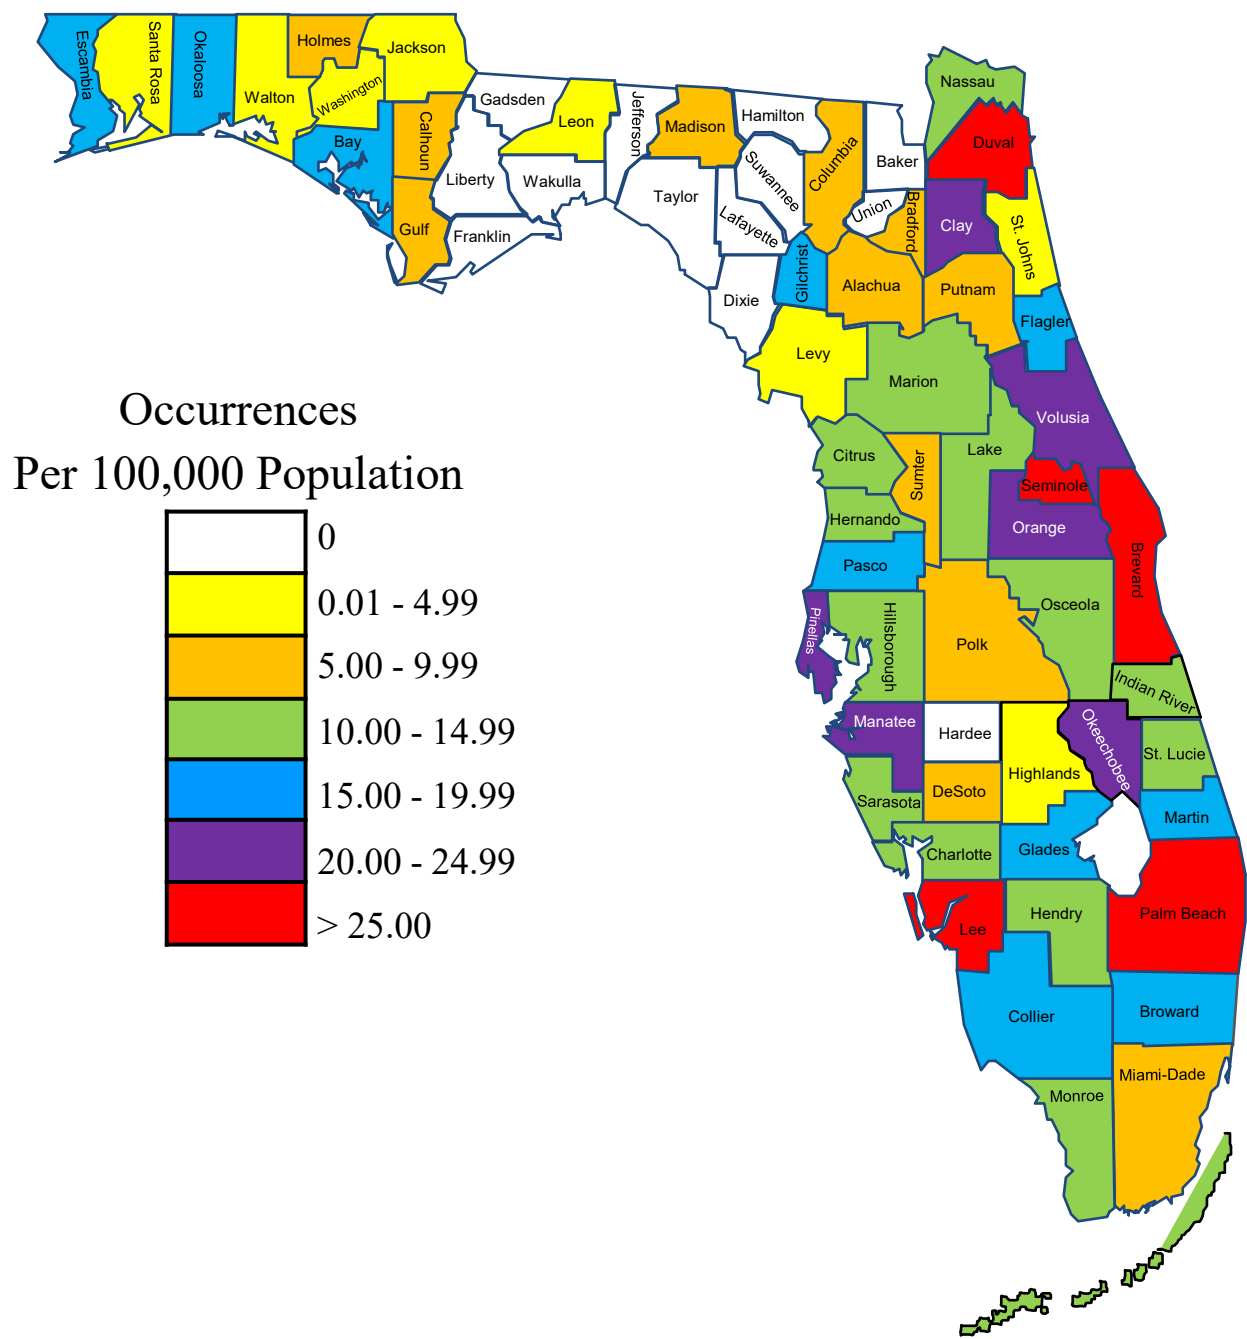 Escambia
Santa Rosa
Okaloosa
Walton
Holmes
Washington
Jackson
Bay
Calhoun
Gulf
Gadsden
Liberty
Franklin
Leon
Wakulla
Jefferson
Madison
Taylor
Hamilton
Suwannee
Lafayette
Dixie
Columbia
Gilchrist
Baker
Union
Bradford
Alachua
Levy
Nassau
Duval
Clay
St. Johns
Putnam
Flagler
Marion
Volusia
Citrus
Sumter
Lake
Seminole
Hernando
Orange
Pasco
Brevard
Pinellas
Hillsborough
Polk
Osceola
Indian River
Manatee
Hardee
Highlands
Okeechobee
St. Lucie
Sarasota
DeSoto
Martin
Charlotte
Glades
Lee
Hendry
Palm Beach
Collier
Broward
Monroe
Miami-Dade
Occurrences
Per 100,000 Population
0
0.01 - 4.99
5.00 - 9.99
10.00 - 14.99
15.00 - 19.99
20.00 - 24.99
> 25.00